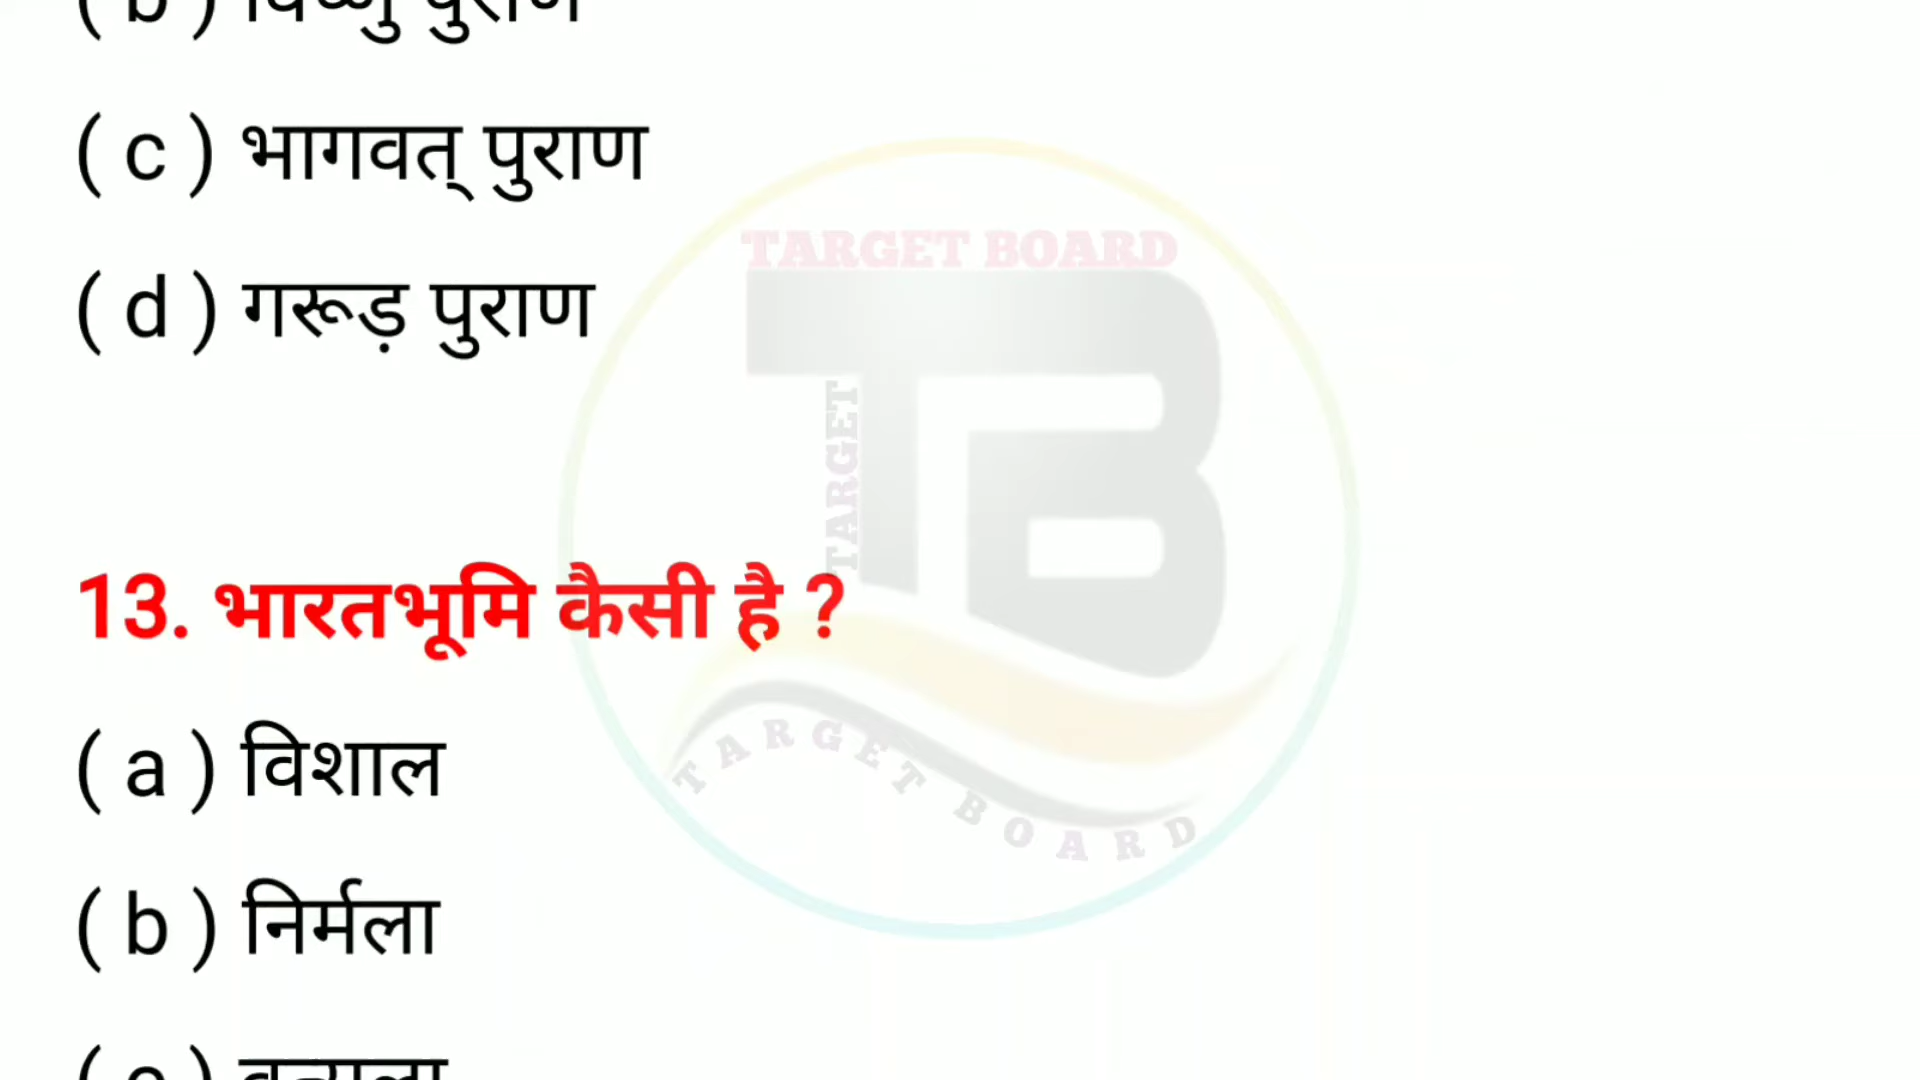 ( b ) विष्णु पुराण
( c ) भागवत् पुराण
( d ) गरूड़ पुराण
TARGET BOARD
TARGET
13. भारतभूमि कैसी है ?
( a ) विशाल
TARGET BOARD
( b ) निर्मला
( c )